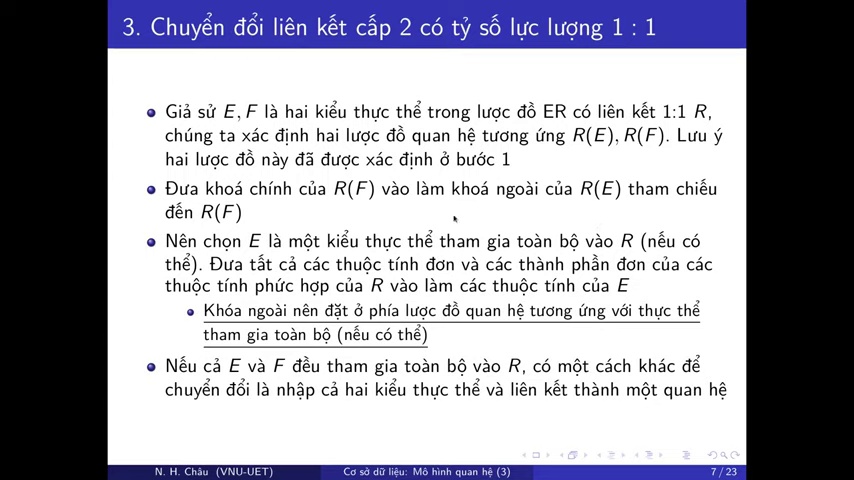 3. Chuyển đổi liên kết cấp 2 có tỷ số lực lượng 1 : 1
Giả sử E, F là hai kiểu thực thể trong lược đồ ER có liên kết 1:1 R,
chúng ta xác định hai lược đồ quan hệ tương ứng R(E), R(F). Lưu ý
hai lược đồ này đã được xác định ở bước 1
Đưa khoá chính của R(F) vào làm khoá ngoài của R(E) tham chiếu
đến R(F)
Nên chọn E là một kiểu thực thể tham gia toàn bộ vào R (nếu có
thể). Đưa tất cả các thuộc tính đơn và các thành phần đơn của các
thuộc tính phức hợp của R vào làm các thuộc tính của E
Khóa ngoài nên đặt ở phía lược đồ quan hệ tương ứng với thực thể
tham gia toàn bộ (nếu có thể)
Nếu cả E và F đều tham gia toàn bộ vào R, có một cách khác để
chuyển đổi là nhập cả hai kiểu thực thể và liên kết thành một quan hệ
N. H. Châu (VNU-UET)
Cơ sở dữ liệu: Mô hình quan hệ (3)
7 / 23